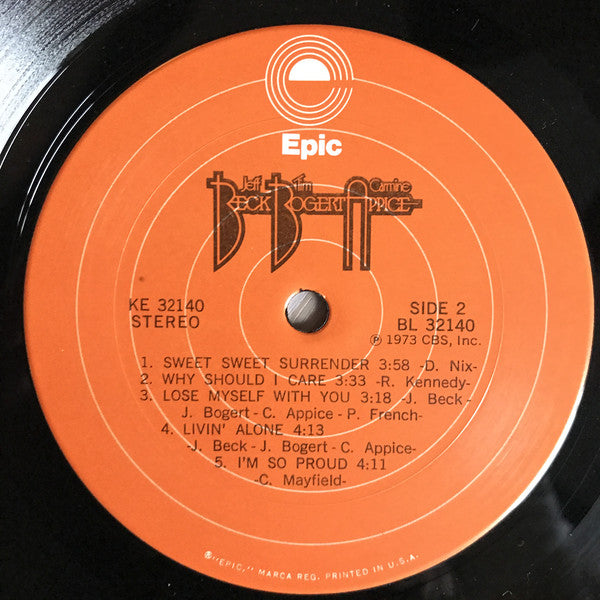 Epic
Jeff Tim Carmine
BECK BOGERT APPICE
KE 32140
STEREO
SIDE 2
BL 32140
℗ 1973 CBS, Inc.
1. SWEET SWEET SURRENDER 3:58 -D. Nix-
2. WHY SHOULD I CARE 3:33 -R. Kennedy-
3. LOSE MYSELF WITH YOU 3:18 -J. Beck-
J. Bogert - C. Appice - P. French-
4. LIVIN' ALONE 4:13
-J. Beck - J. Bogert - C. Appice-
5. I'M SO PROUD 4:11
-C. Mayfield-
®"EPIC," MARCA REG. PRINTED IN U.S.A.